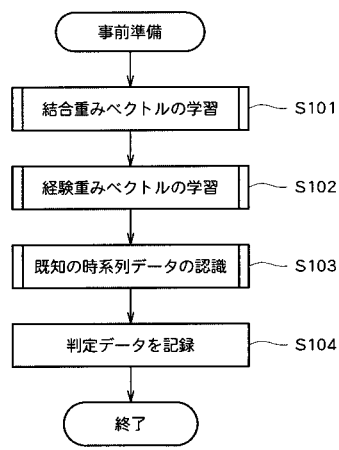 事前準備
結合重みベクトルの学習
S101
経験重みベクトルの学習
S102
既知の時系列データの認識
S103
判定データを記録
S104
終了